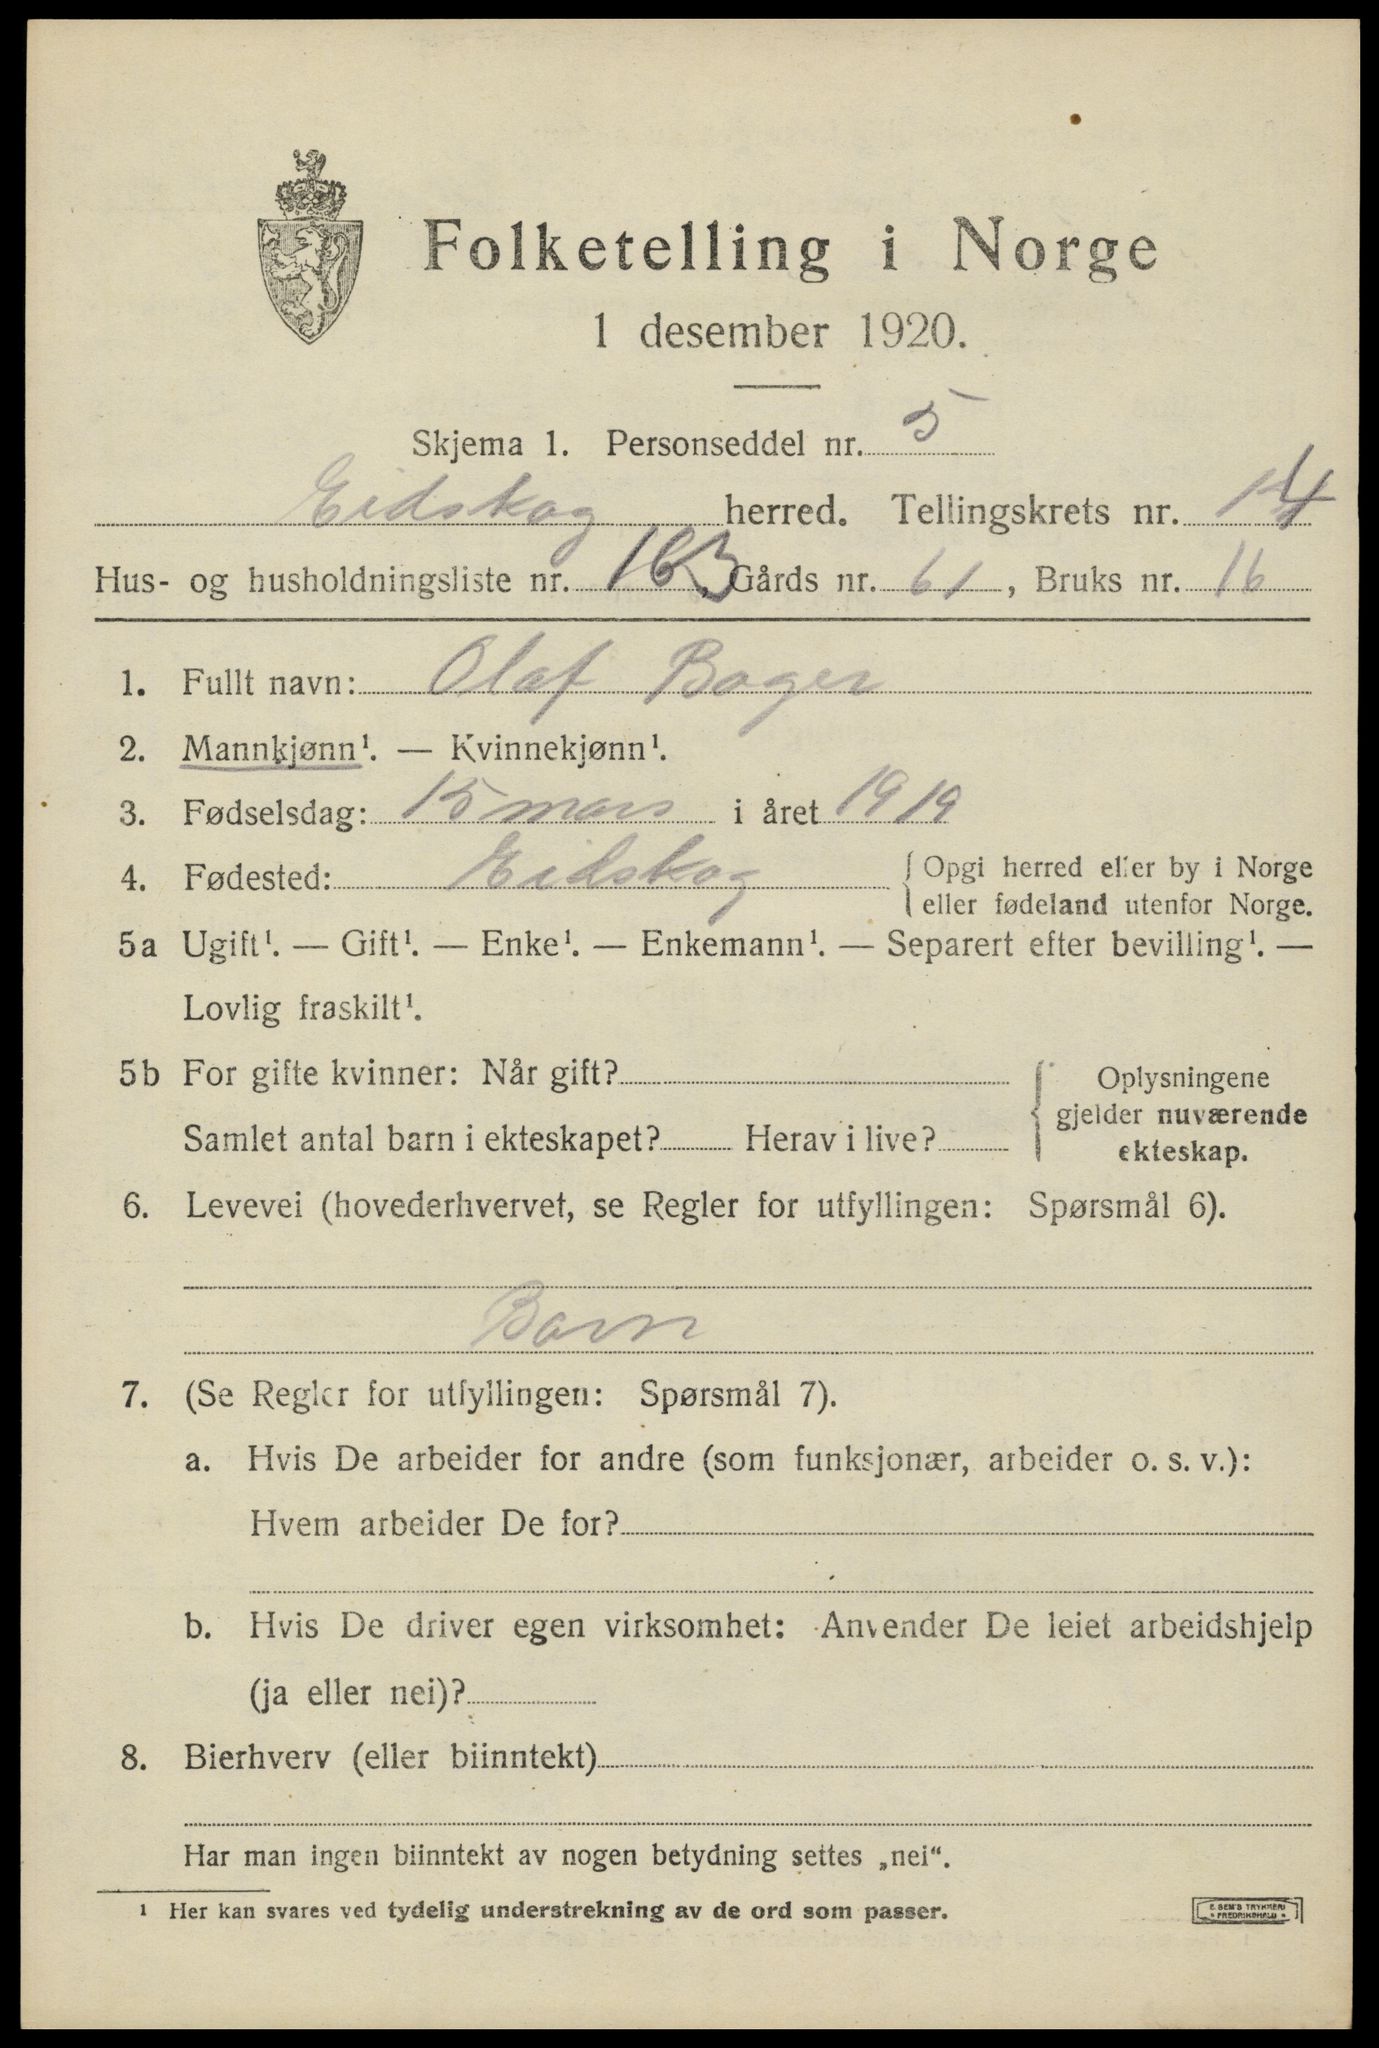 Folketelling i Norge
1 desember 1920.
Skjema 1. Personseddel nr. 5
Eidskog herred. Tellingskrets nr. 14
Hus- og husholdningsliste nr. 163, Gårds nr. 61, Bruks nr. 16
1. Fullt navn: Olaf Bager
2. Mannkjønn¹. — Kvinnekjønn¹.
3. Fødselsdag: 15 mars i året 1919
4. Fødested: Eidskog { Opgi herred eller by i Norge
eller fødeland utenfor Norge.
5a Ugift¹. — Gift¹. — Enke¹. — Enkemann¹. — Separert efter bevilling¹. —
Lovlig fraskilt¹.
5b For gifte kvinner: Når gift?
Samlet antal barn i ekteskapet? Herav i live?
Oplysningene
gjelder nuværende
ekteskap.
6. Levevei (hovederhvervet, se Regler for utfyllingen: Spørsmål 6).
Barn
7. (Se Regler for utfyllingen: Spørsmål 7).
a. Hvis De arbeider for andre (som funksjonær, arbeider o. s. v.):
Hvem arbeider De for?
b. Hvis De driver egen virksomhet: Anvender De leiet arbeidshjelp
(ja eller nei)?
8. Bierhverv (eller biinntekt)
Har man ingen biinntekt av nogen betydning settes „nei“.
¹ Her kan svares ved tydelig understrekning av de ord som passer.
E. SEM'S TRYKKERI
• FREDRIKSHALD •